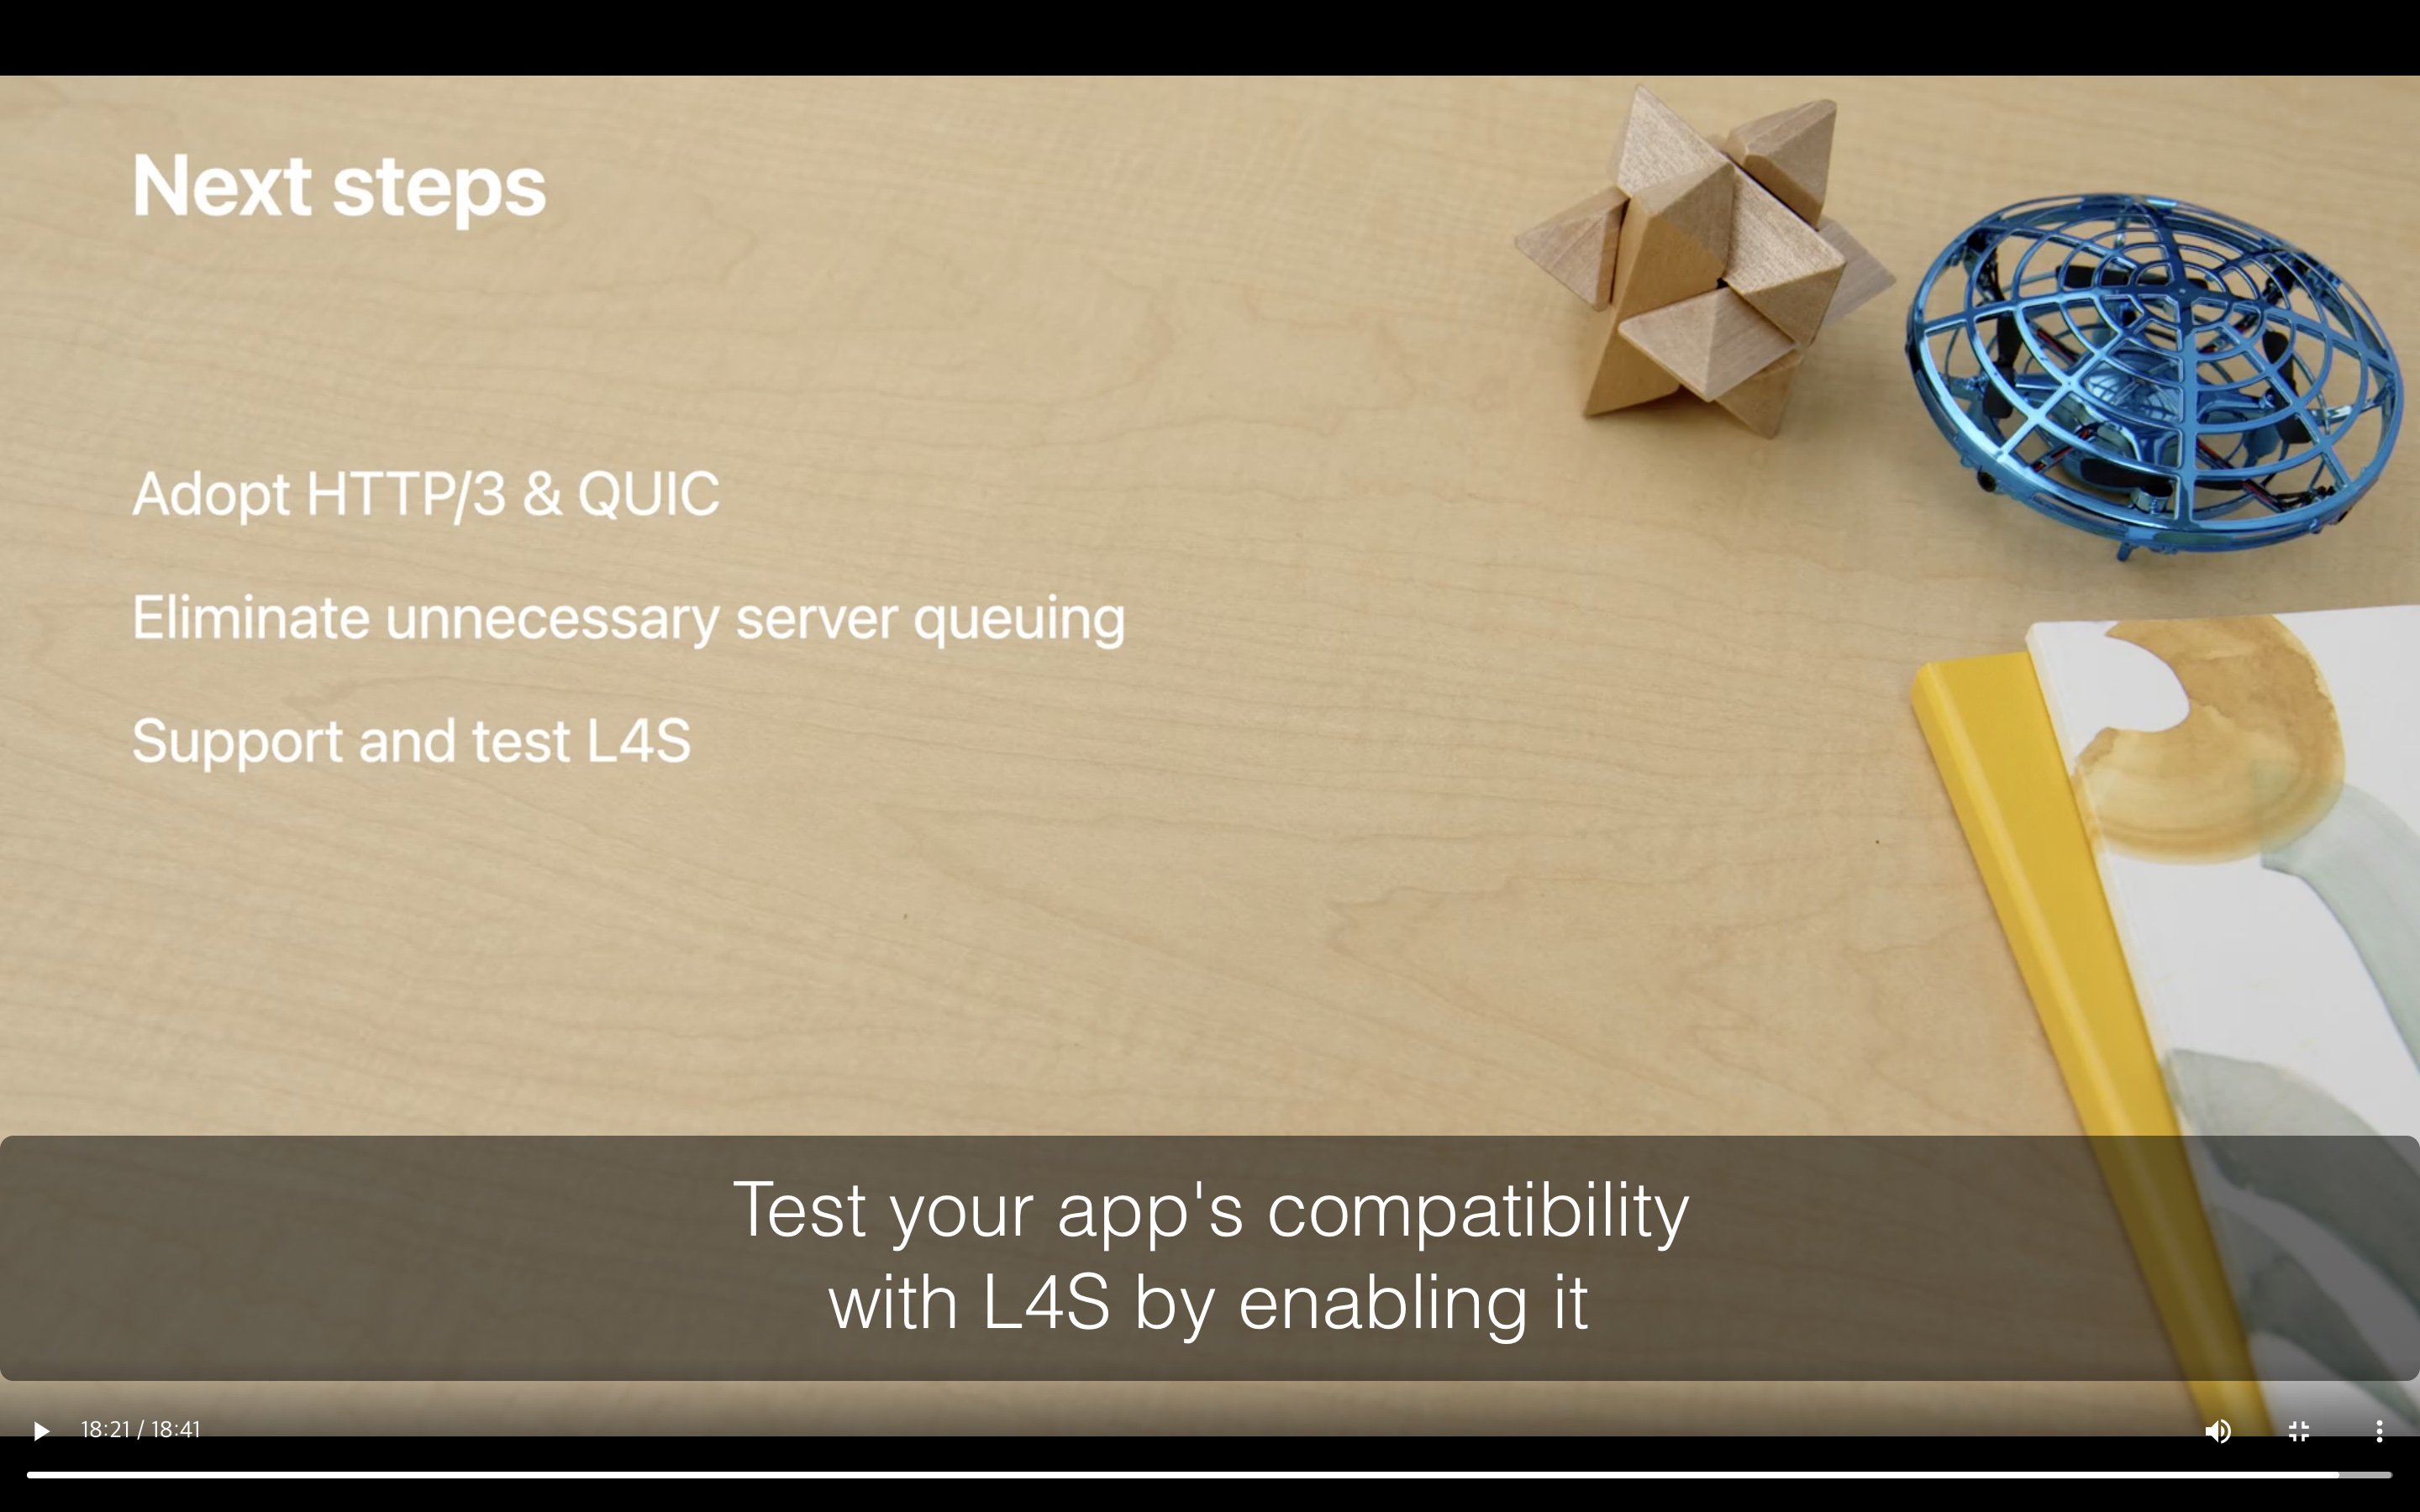 Next steps
Adopt HTTP/3 & QUIC
Eliminate unnecessary server queuing
Support and test L4S
Test your app's compatibility
with L4S by enabling it
18:21 / 18:41